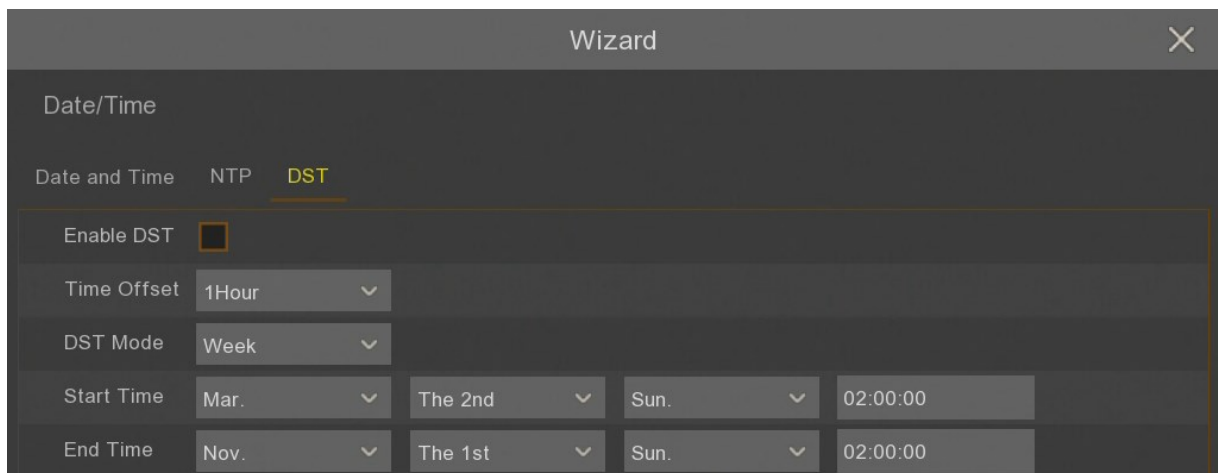 Wizard
Date/Time
Date and Time NTP DST
Enable DST
Time Offset 1Hour
DST Mode Week
Start Time Mar. The 2nd Sun. 02:00:00
End Time Nov. The 1st Sun. 02:00:00